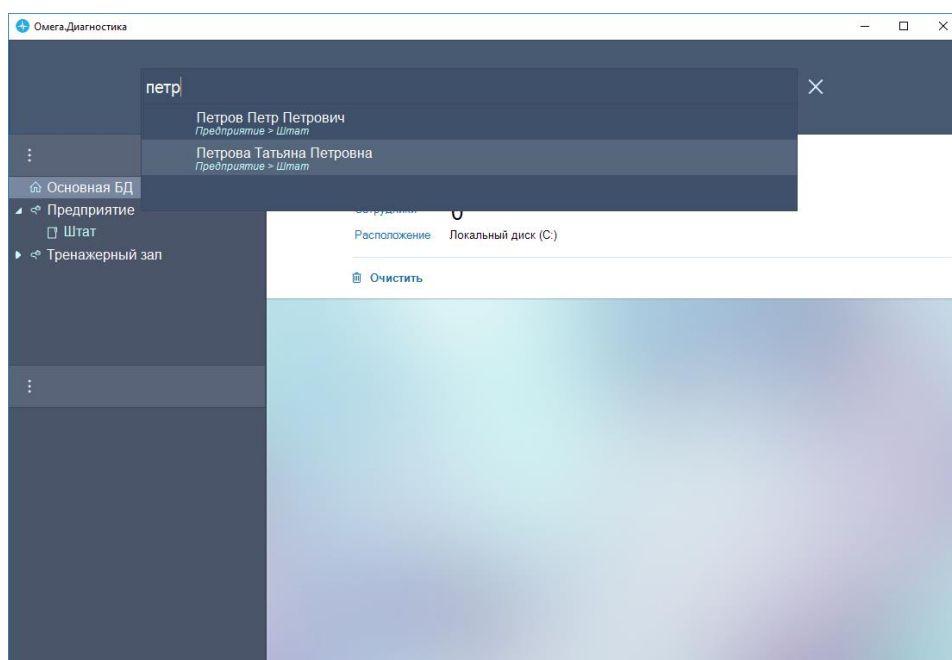 Омега.Диагностика
петр
Петров Петр Петрович
Предприятие > Штат
Петрова Татьяна Петровна
Предприятие > Штат
Основная БД
Предприятие
Штат
Тренажерный зал
Сотрудники
Расположение Локальный диск (C:)
Очистить